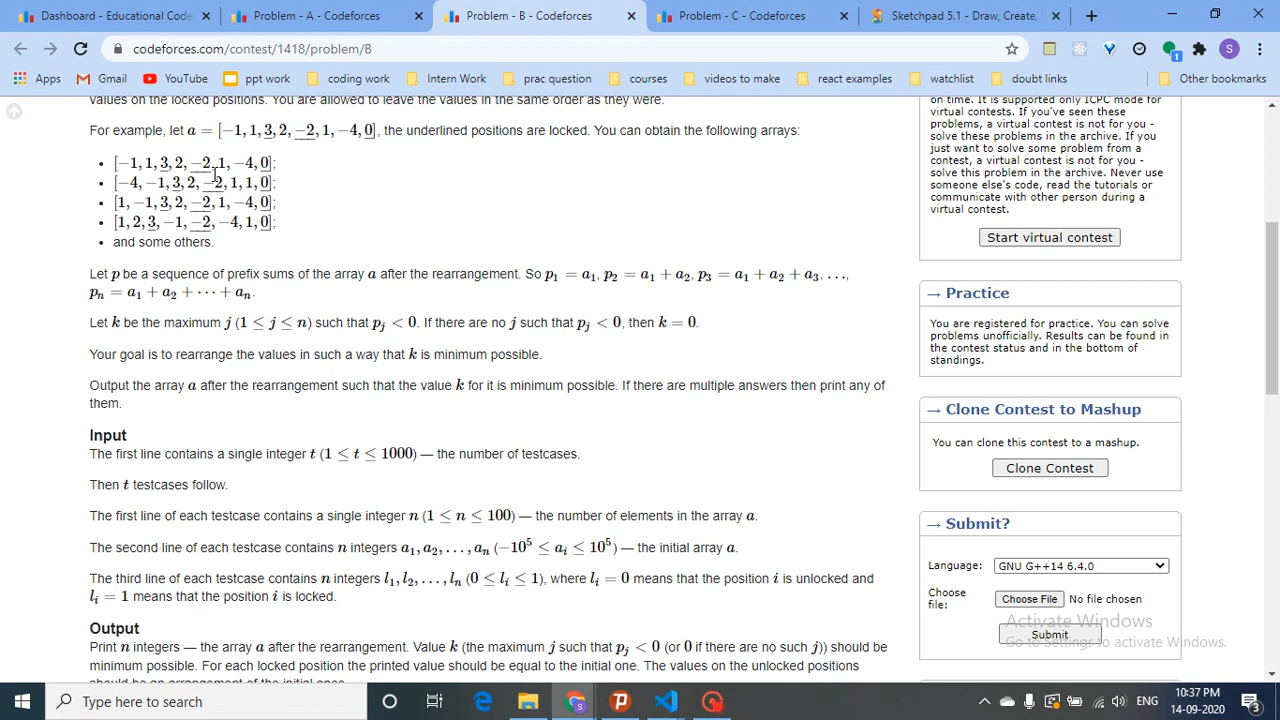 Dashboard - Educational Code
Problem - A - Codeforces
Problem - B - Codeforces
Problem - C - Codeforces
Sketchpad 5.1 - Draw, Create,
codeforces.com/contest/1418/problem/B
S
Apps
Gmail
YouTube
ppt work
coding work
Intern Work
prac question
courses
videos to make
react examples
watchlist
doubt links
Other bookmarks
values on the locked positions. You are allowed to leave the values in the same order as they were.
For example, let a = [−1, 1, 3, 2, −2, 1, −4, 0], the underlined positions are locked. You can obtain the following arrays:
• [−1, 1, 3, 2, −2, 1, −4, 0];
• [−4, −1, 3, 2, −2, 1, 1, 0];
• [1, −1, 3, 2, −2, 1, −4, 0];
• [1, 2, 3, −1, −2, −4, 1, 0];
• and some others.
Let p be a sequence of prefix sums of the array a after the rearrangement. So p₁ = a₁, p₂ = a₁ + a₂, p₃ = a₁ + a₂ + a₃, …,
pₙ = a₁ + a₂ + ⋯ + aₙ.
Let k be the maximum j (1 ≤ j ≤ n) such that pⱼ < 0. If there are no j such that pⱼ < 0, then k = 0.
Your goal is to rearrange the values in such a way that k is minimum possible.
Output the array a after the rearrangement such that the value k for it is minimum possible. If there are multiple answers then print any of
them.
Input
The first line contains a single integer t (1 ≤ t ≤ 1000) — the number of testcases.
Then t testcases follow.
The first line of each testcase contains a single integer n (1 ≤ n ≤ 100) — the number of elements in the array a.
The second line of each testcase contains n integers a₁, a₂, …, aₙ (−10⁵ ≤ aᵢ ≤ 10⁵) — the initial array a.
The third line of each testcase contains n integers l₁, l₂, …, lₙ (0 ≤ lᵢ ≤ 1), where lᵢ = 0 means that the position i is unlocked and
lᵢ = 1 means that the position i is locked.
Output
Print n integers — the array a after the rearrangement. Value k (the maximum j such that pⱼ < 0 (or 0 if there are no such j)) should be
minimum possible. For each locked position the printed value should be equal to the initial one. The values on the unlocked positions
should be an arrangement of the initial ones.
on time. It is supported only ICPC mode for
virtual contests. If you've seen these
problems, a virtual contest is not for you -
solve these problems in the archive. If you
just want to solve some problem from a
contest, a virtual contest is not for you -
solve this problem in the archive. Never use
someone else's code, read the tutorials or
communicate with other person during a
virtual contest.
Start virtual contest
→ Practice
You are registered for practice. You can solve
problems unofficially. Results can be found in
the contest status and in the bottom of
standings.
→ Clone Contest to Mashup
You can clone this contest to a mashup.
Clone Contest
→ Submit?
Language: GNU G++14 6.4.0
Choose
file:
Choose File No file chosen
Submit
Activate Windows
Go to Settings to activate Windows.
Type here to search
ENG
10:37 PM
14-09-2020
3